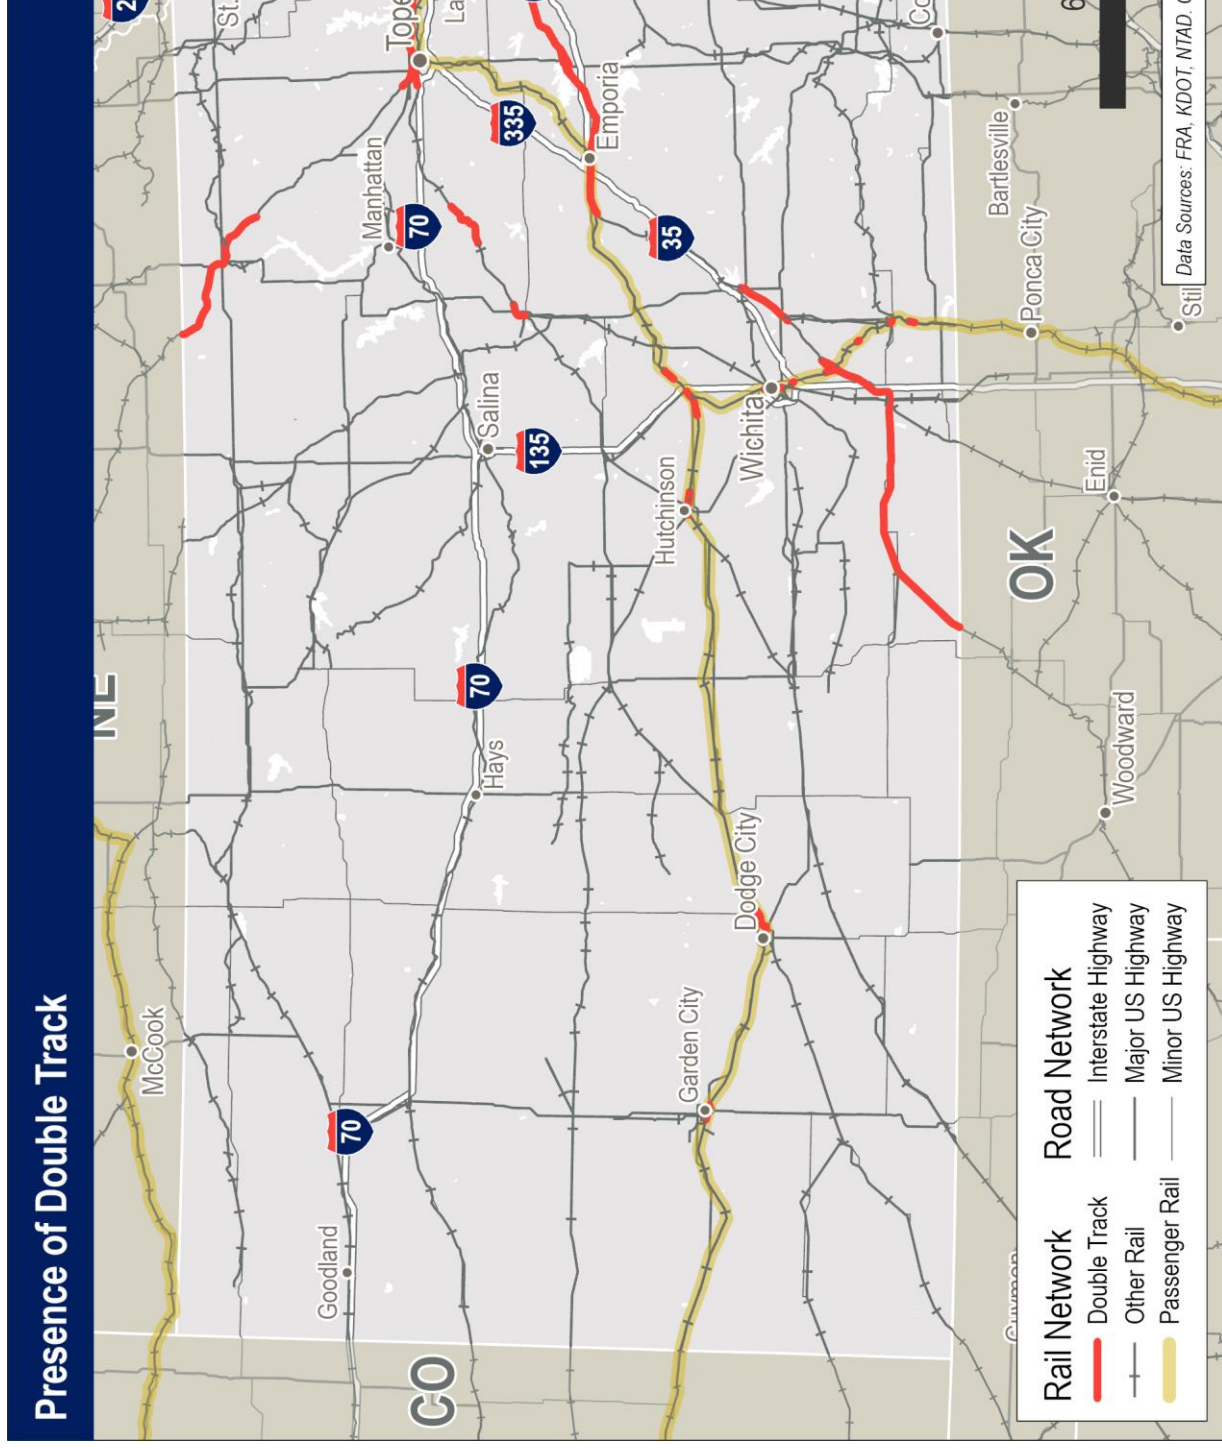 Presence of Double Track
NE
McCook
Manhattan
Emporia
Salina
Hays
Goodland
Hutchinson
Wichita
Dodge City
Garden City
Bartlesville
Ponca City
Enid
Woodward
CO
OK
70
70
70
135
335
35
Rail Network
Double Track
Other Rail
Passenger Rail
Road Network
Interstate Highway
Major US Highway
Minor US Highway
Data Sources: FRA, KDOT, NTAD.